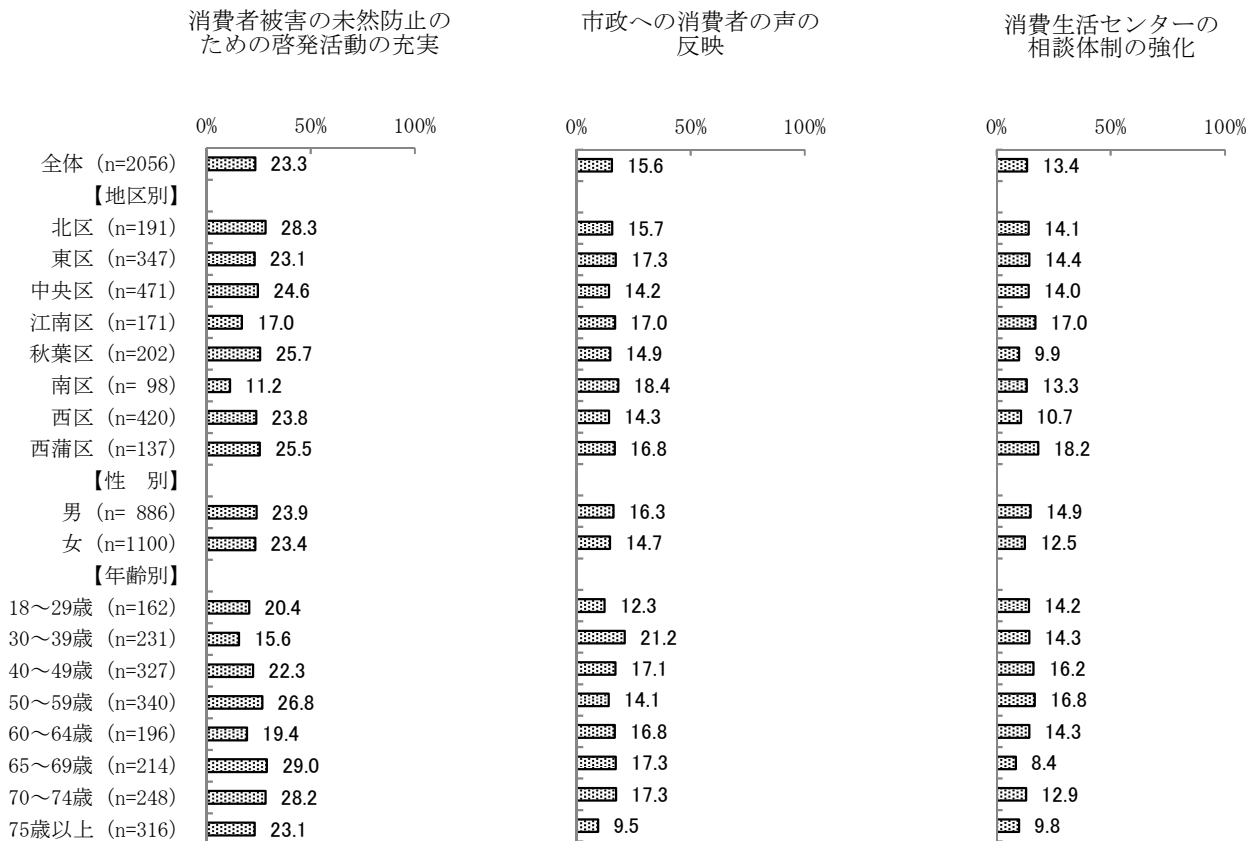 消費者被害の未然防止の
ための啓発活動の充実
市政への消費者の声の
反映
消費生活センターの
相談体制の強化
0% 50% 100% 0% 50% 100% 0% 50% 100%
全体 (n=2056) 23.3 15.6 13.4
【地区別】
北区 (n=191) 28.3 15.7 14.1
東区 (n=347) 23.1 17.3 14.4
中央区 (n=471) 24.6 14.2 14.0
江南区 (n=171) 17.0 17.0 17.0
秋葉区 (n=202) 25.7 14.9 9.9
南区 (n= 98) 11.2 18.4 13.3
西区 (n=420) 23.8 14.3 10.7
西蒲区 (n=137) 25.5 16.8 18.2
【性　別】
男 (n= 886) 23.9 16.3 14.9
女 (n=1100) 23.4 14.7 12.5
【年齢別】
18～29歳 (n=162) 20.4 12.3 14.2
30～39歳 (n=231) 15.6 21.2 14.3
40～49歳 (n=327) 22.3 17.1 16.2
50～59歳 (n=340) 26.8 14.1 16.8
60～64歳 (n=196) 19.4 16.8 14.3
65～69歳 (n=214) 29.0 17.3 8.4
70～74歳 (n=248) 28.2 17.3 12.9
75歳以上 (n=316) 23.1 9.5 9.8